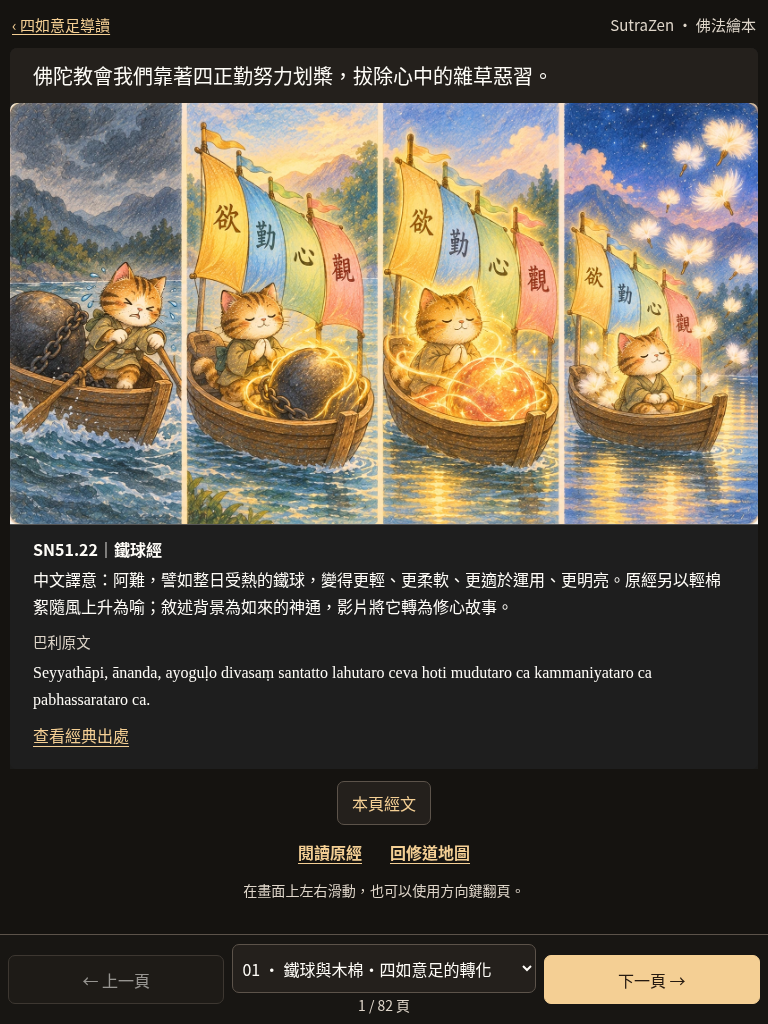 ‹ 四如意足導讀
SutraZen · 佛法繪本
佛陀教會我們靠著四正勤努力划槳，拔除心中的雜草惡習。
欲 勤 心 觀
欲 勤 心 觀
欲 勤 心 觀
SN51.22｜鐵球經
中文譯意：阿難，譬如整日受熱的鐵球，變得更輕、更柔軟、更適於運用、更明亮。原經另以輕棉
絮隨風上升為喻；敘述背景為如來的神通，影片將它轉為修心故事。
巴利原文
Seyyathāpi, ānanda, ayoguḷo divasaṃ santatto lahutaro ceva hoti mudutaro ca kammaniyataro ca
pabhassarataro ca.
查看經典出處
本頁經文
閱讀原經 回修道地圖
在畫面上左右滑動，也可以使用方向鍵翻頁。
← 上一頁
01 · 鐵球與木棉·四如意足的轉化
下一頁 →
1 / 82 頁